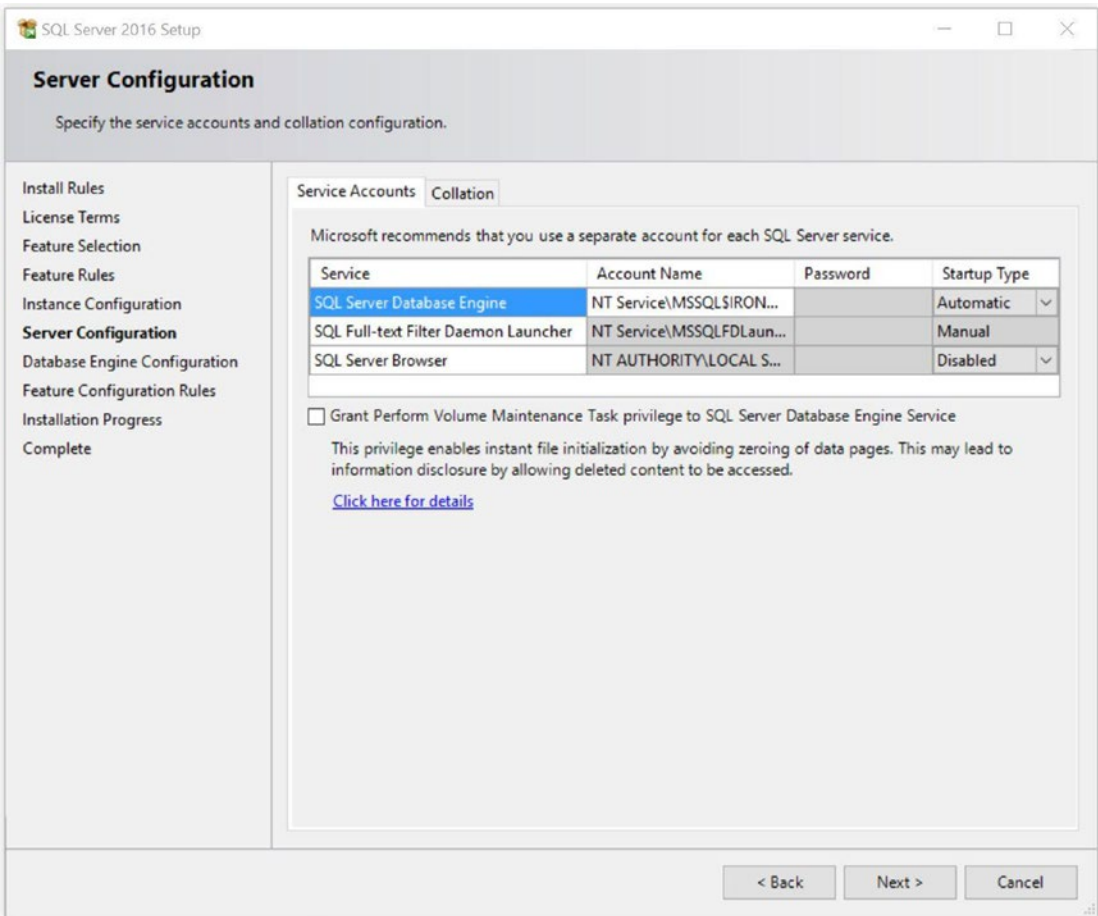 SQL Server 2016 Setup
Server Configuration
Specify the service accounts and collation configuration.
Install Rules
License Terms
Feature Selection
Feature Rules
Instance Configuration
Server Configuration
Database Engine Configuration
Feature Configuration Rules
Installation Progress
Complete
Service Accounts Collation
Microsoft recommends that you use a separate account for each SQL Server service.
Service Account Name Password Startup Type
SQL Server Database Engine NT Service\MSSQL$IRON... Automatic
SQL Full-text Filter Daemon Launcher NT Service\MSSQLFDLaun... Manual
SQL Server Browser NT AUTHORITY\LOCAL S... Disabled
Grant Perform Volume Maintenance Task privilege to SQL Server Database Engine Service
This privilege enables instant file initialization by avoiding zeroing of data pages. This may lead to
information disclosure by allowing deleted content to be accessed.
Click here for details
< Back Next > Cancel